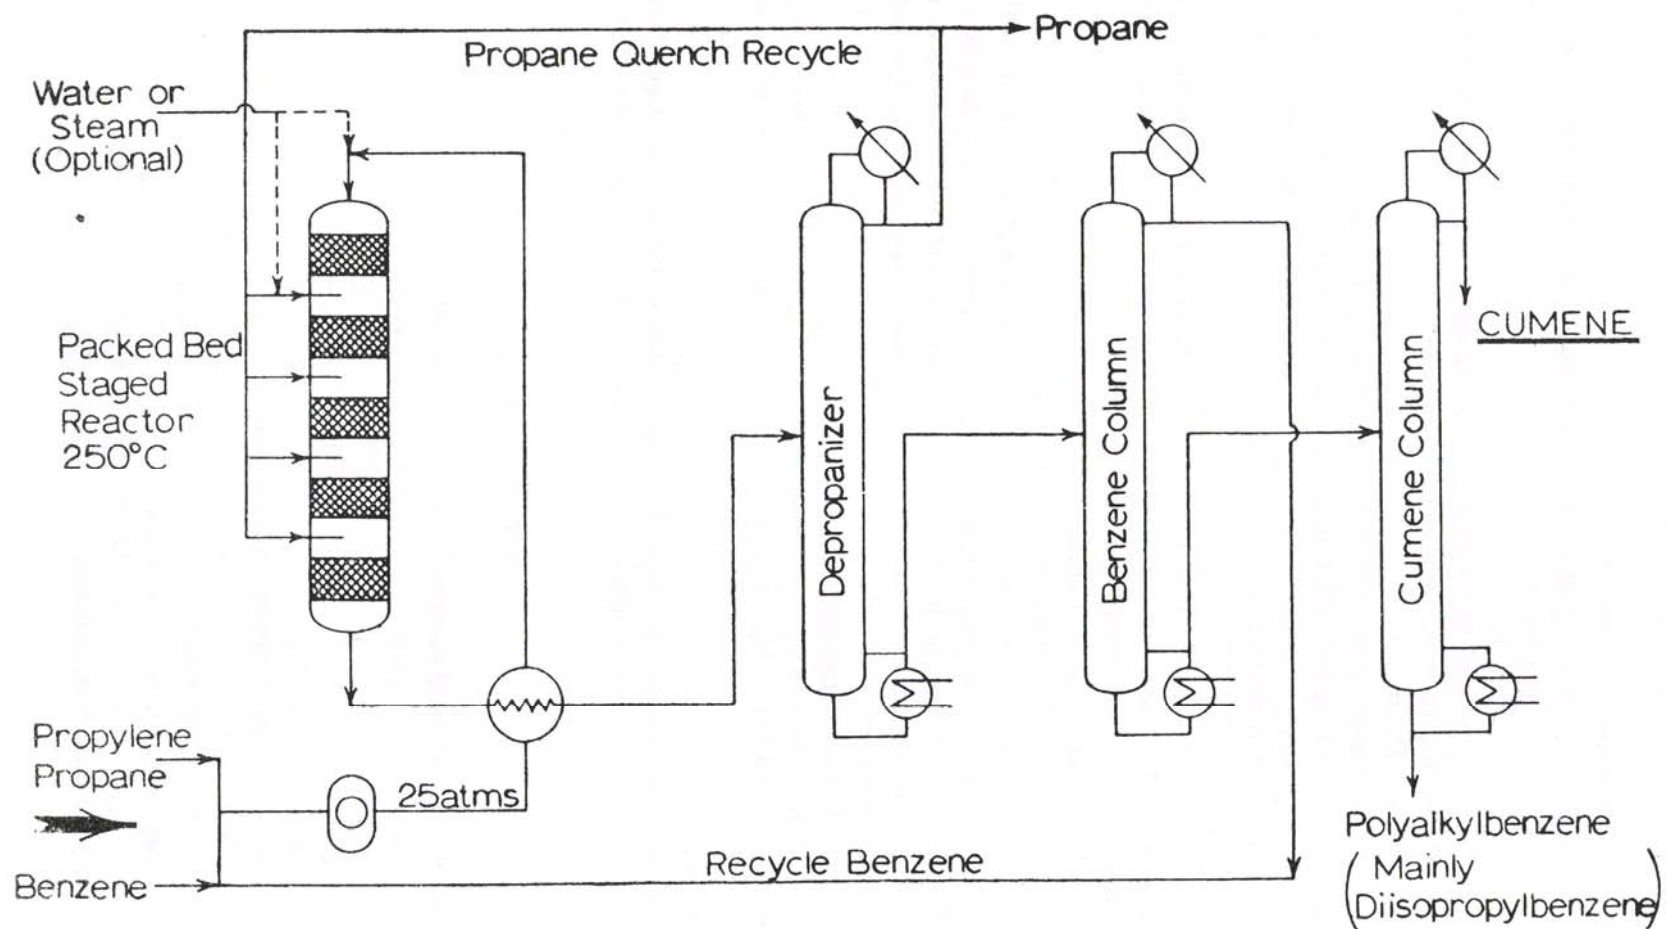 Propane
Propane Quench Recycle
Water or
Steam
(Optional)
Packed Bed
Staged
Reactor
250°C
Depropanizer
Benzene Column
Cumene Column
CUMENE
Propylene
Propane
25atms
Benzene
Recycle Benzene
Polyalkylbenzene
(Mainly
Diisopropylbenzene)